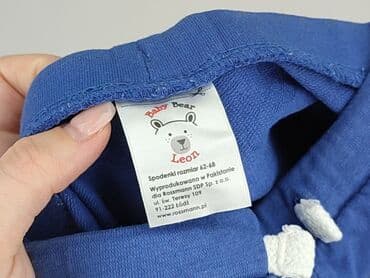 Baby Bear
Leon
Spodenki rozmiar 62-68
Wyprodukowano w Pakistanie
dla Rossmann SDP Sp. z o.o.
ul. św. Teresy 109
91-222 Łódź
www.rossmann.pl